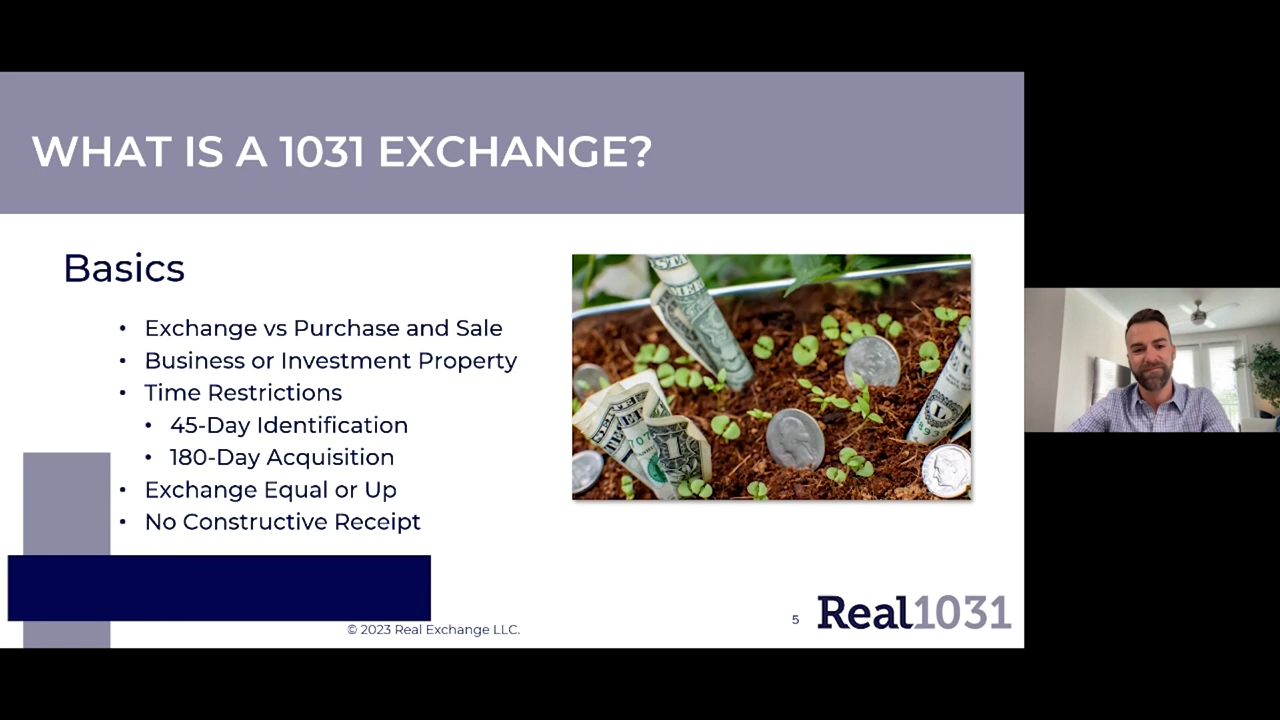 WHAT IS A 1031 EXCHANGE?
Basics
• Exchange vs Purchase and Sale
• Business or Investment Property
• Time Restrictions
• 45-Day Identification
• 180-Day Acquisition
• Exchange Equal or Up
• No Constructive Receipt
© 2023 Real Exchange LLC.
5
Real1031